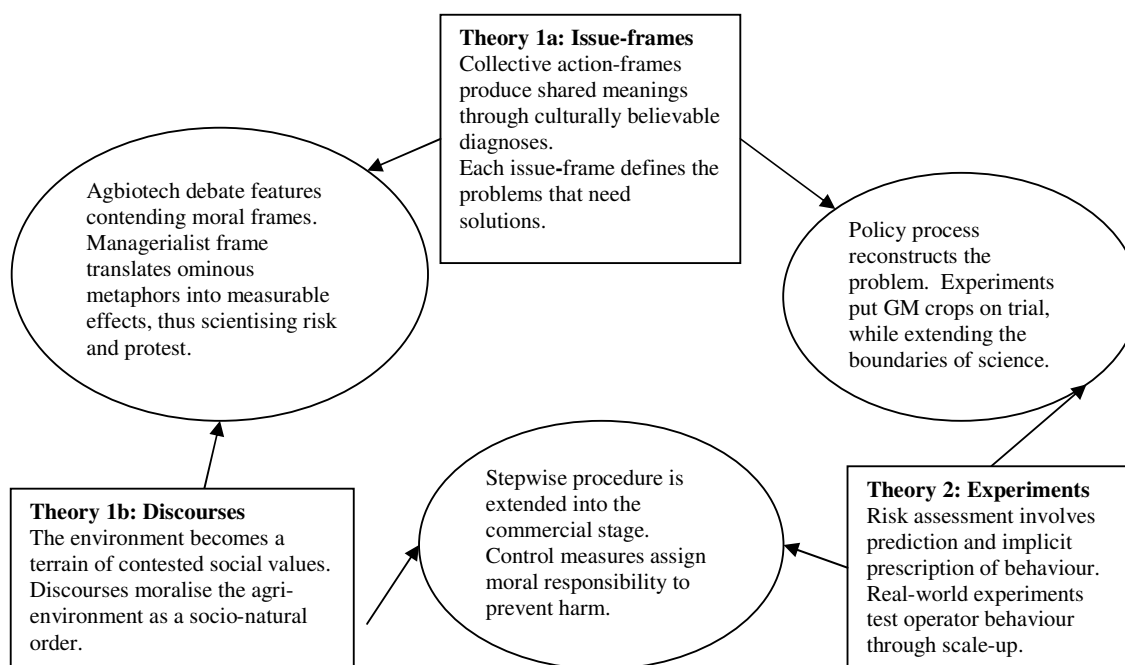 Theory 1a: Issue-frames
Collective action-frames
produce shared meanings
through culturally believable
diagnoses.
Each issue-frame defines the
problems that need
solutions.
Agbiotech debate features
contending moral frames.
Managerialist frame
translates ominous
metaphors into measurable
effects, thus scientising risk
and protest.
Policy process
reconstructs the
problem.  Experiments
put GM crops on trial,
while extending the
boundaries of science.
Theory 1b: Discourses
The environment becomes a
terrain of contested social values.
Discourses moralise the agri-
environment as a socio-natural
order.
Stepwise procedure is
extended into the
commercial stage.
Control measures assign
moral responsibility to
prevent harm.
Theory 2: Experiments
Risk assessment involves
prediction and implicit
prescription of behaviour.
Real-world experiments
test operator behaviour
through scale-up.